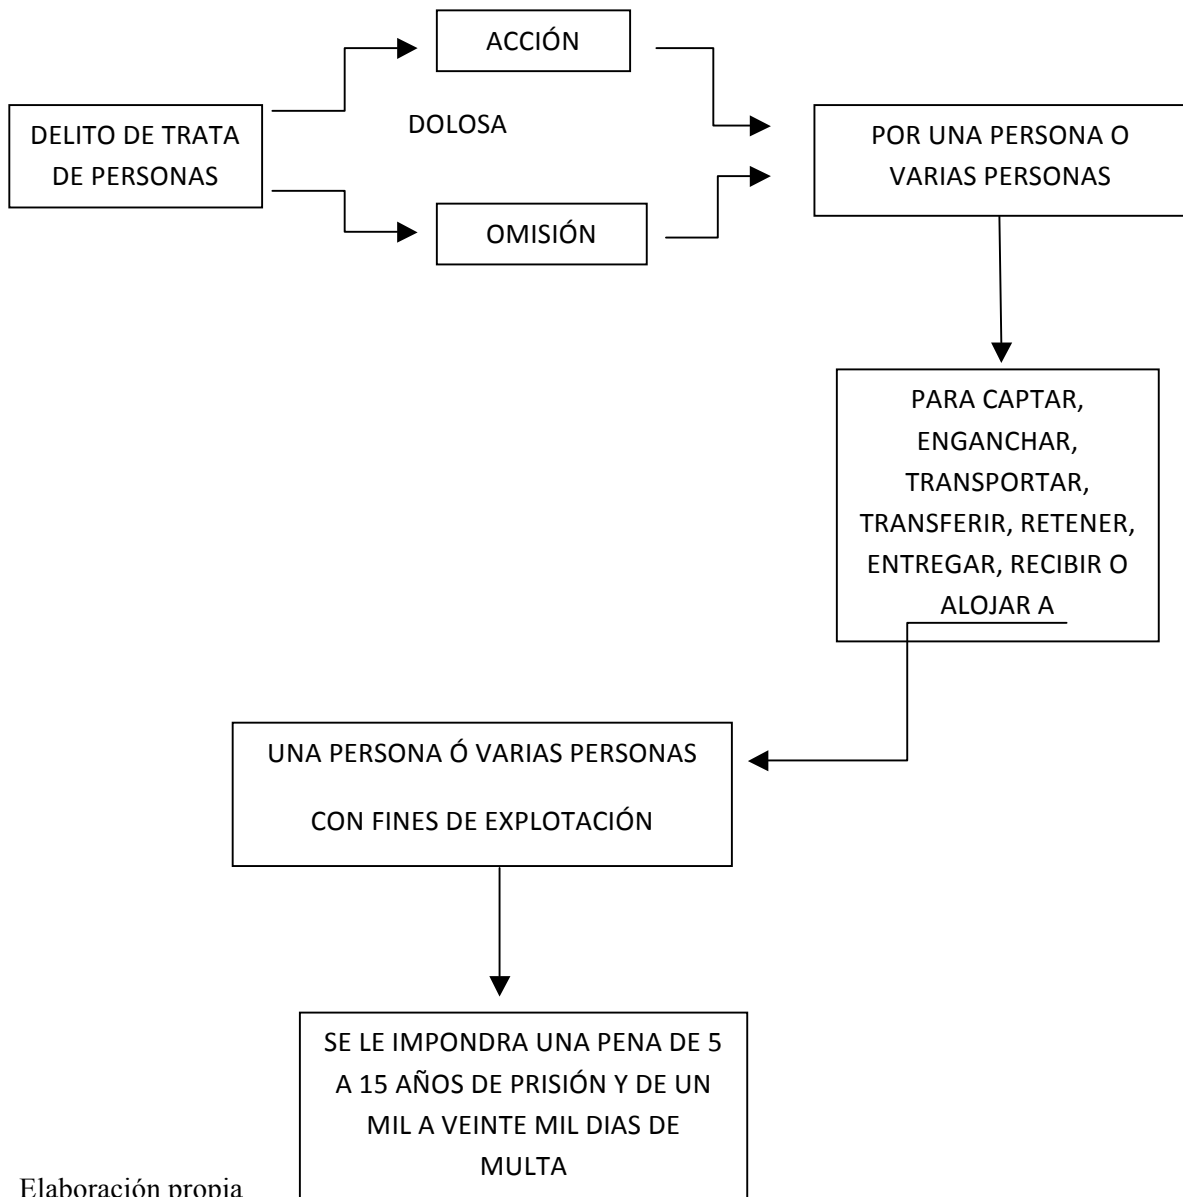 ACCIÓN
DELITO DE TRATA
DE PERSONAS
DOLOSA
OMISIÓN
POR UNA PERSONA O
VARIAS PERSONAS
PARA CAPTAR,
ENGANCHAR,
TRANSPORTAR,
TRANSFERIR, RETENER,
ENTREGAR, RECIBIR O
ALOJAR A
UNA PERSONA Ó VARIAS PERSONAS
CON FINES DE EXPLOTACIÓN
SE LE IMPONDRA UNA PENA DE 5
A 15 AÑOS DE PRISIÓN Y DE UN
MIL A VEINTE MIL DIAS DE
MULTA
Elaboración propia